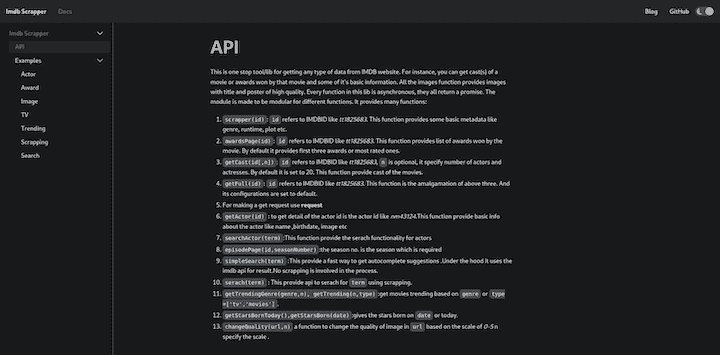 Imdb Scrapper
Docs
Blog
GitHub
Imdb Scrapper
API
Examples
Actor
Award
Image
TV
Trending
Scrapping
Search
API
This is one stop tool/lib for getting any type of data from IMDB website. For instance, you can get cast(s) of a
movie or awards won by that movie and some of it's basic information. All the images function provides images
with title and poster of high-quality. Every function in this lib is asynchronous, they all return a promise. The
module is made to be modular for different functions. It provides many functions:
1. scrapper(id): id refers to IMDBID like tt1825683. This function provides some basic metadata like
genre, runtime, plot etc.
2. awardsPage(id): id refers to IMDBID like tt1825683. This function provides list of awards won by the
movie. By default it provides first three awards or most rated ones.
3. getCast(id[,n]): id refers to IMDBID like tt1825683, n is optional, it specify number of actors and
actresses. By default it is set to 20. This function provide cast of the movies.
4. getFull(id): id refers to IMDBID like tt1825683. This function is the amalgamation of above three. And
its configurations are set to default.
5. For making a get request use request
6. getActor(id) : to get detail of the actor id is the actor id like nm43124.This function provide basic info
about the actor like name ,birthdate, image etc
7. searchActor(term) :This function provide the serach functionality for actors
8. episodePage(id,seasonNumber) :the season no. is the season which is required
9. simpleSearch(term) :This provide a fast way to get autocomplete suggestions .Under the hood it uses the
imdb api for result.No scrapping is involved in the process.
10. serach(term) : This provide api to serach for term using scrapping.
11. getTrendingGenre(genre,n), getTrending(n,type) :get movies trending based on genre or type
=['tv','movies'] .
12. getStarsBornToday(),getStarsBorn(date) :gives the stars born on date or today.
13. changeQuality(url,n) a function to change the quality of image in url based on the scale of 0-5 n
specify the scale .